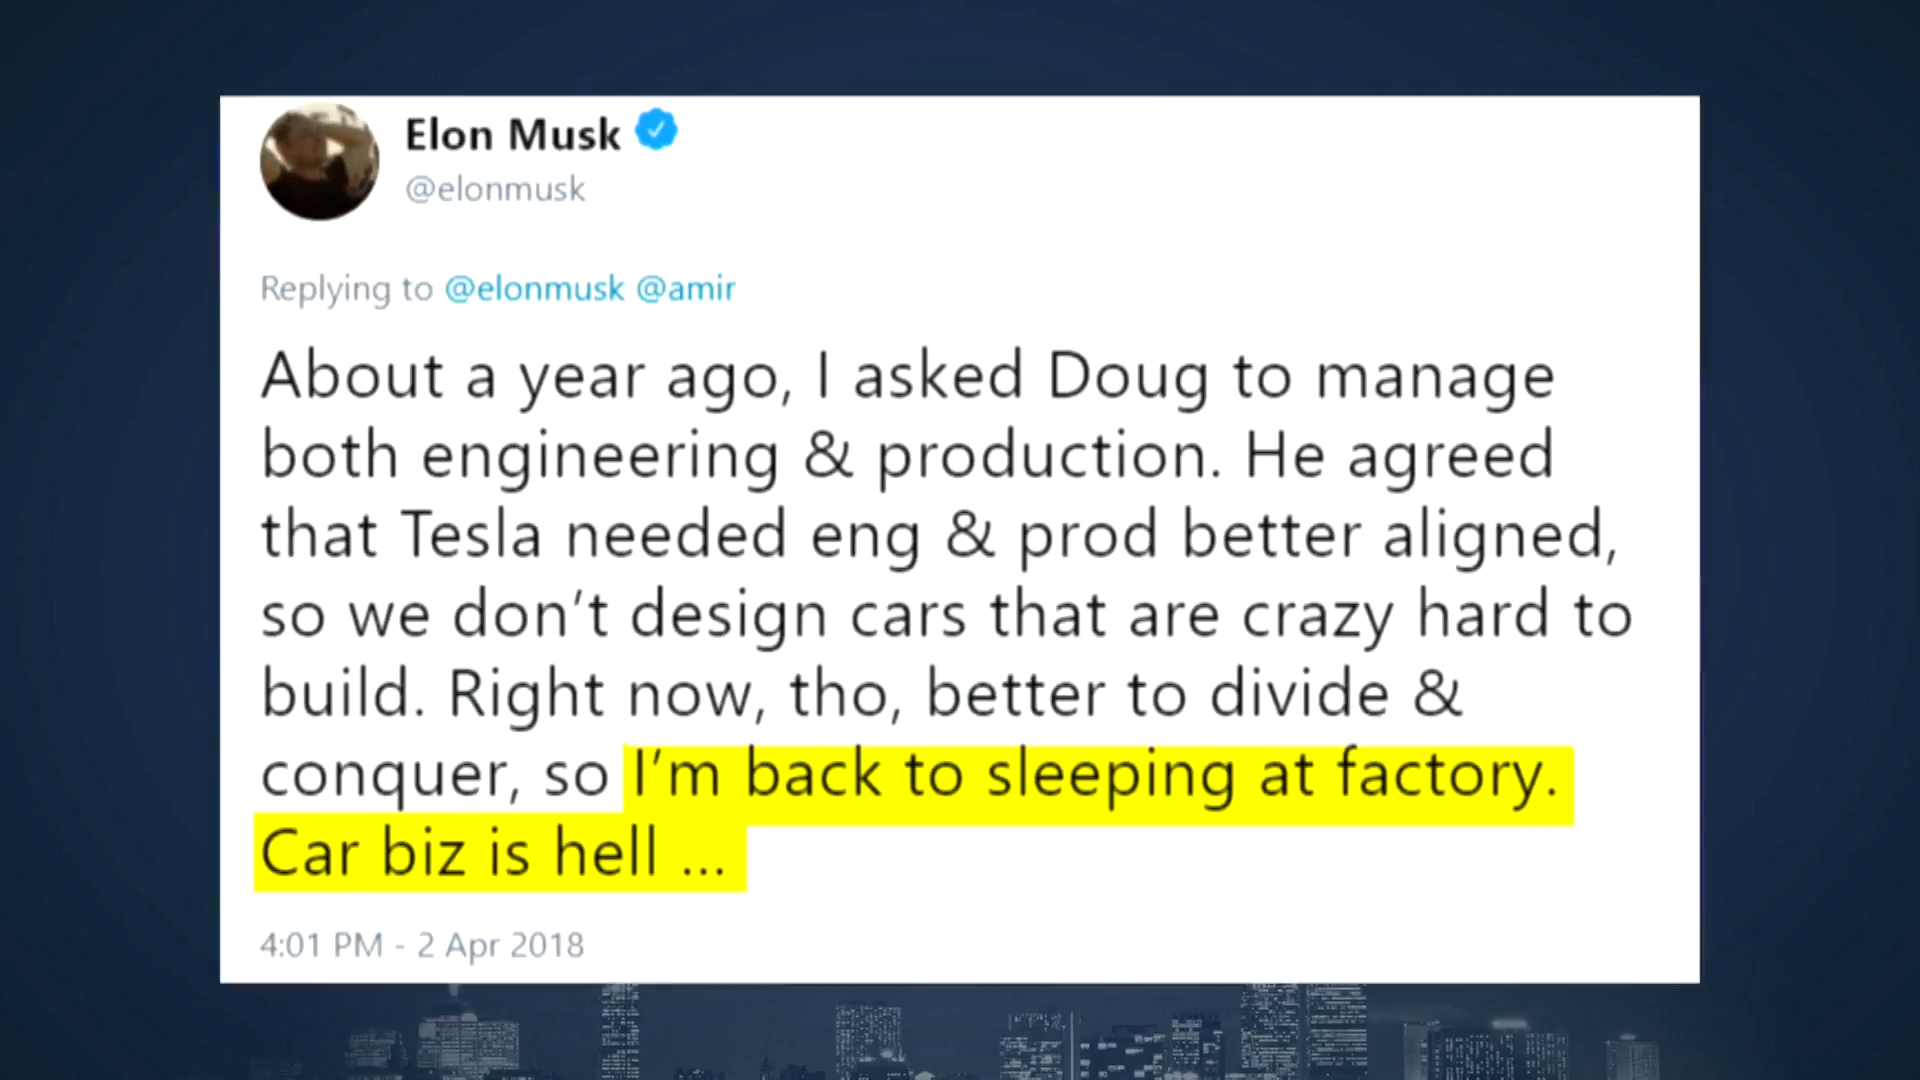 Elon Musk
@elonmusk
Replying to @elonmusk @amir
About a year ago, I asked Doug to manage
both engineering & production. He agreed
that Tesla needed eng & prod better aligned,
so we don’t design cars that are crazy hard to
build. Right now, tho, better to divide &
conquer, so I’m back to sleeping at factory.
Car biz is hell ...
4:01 PM - 2 Apr 2018